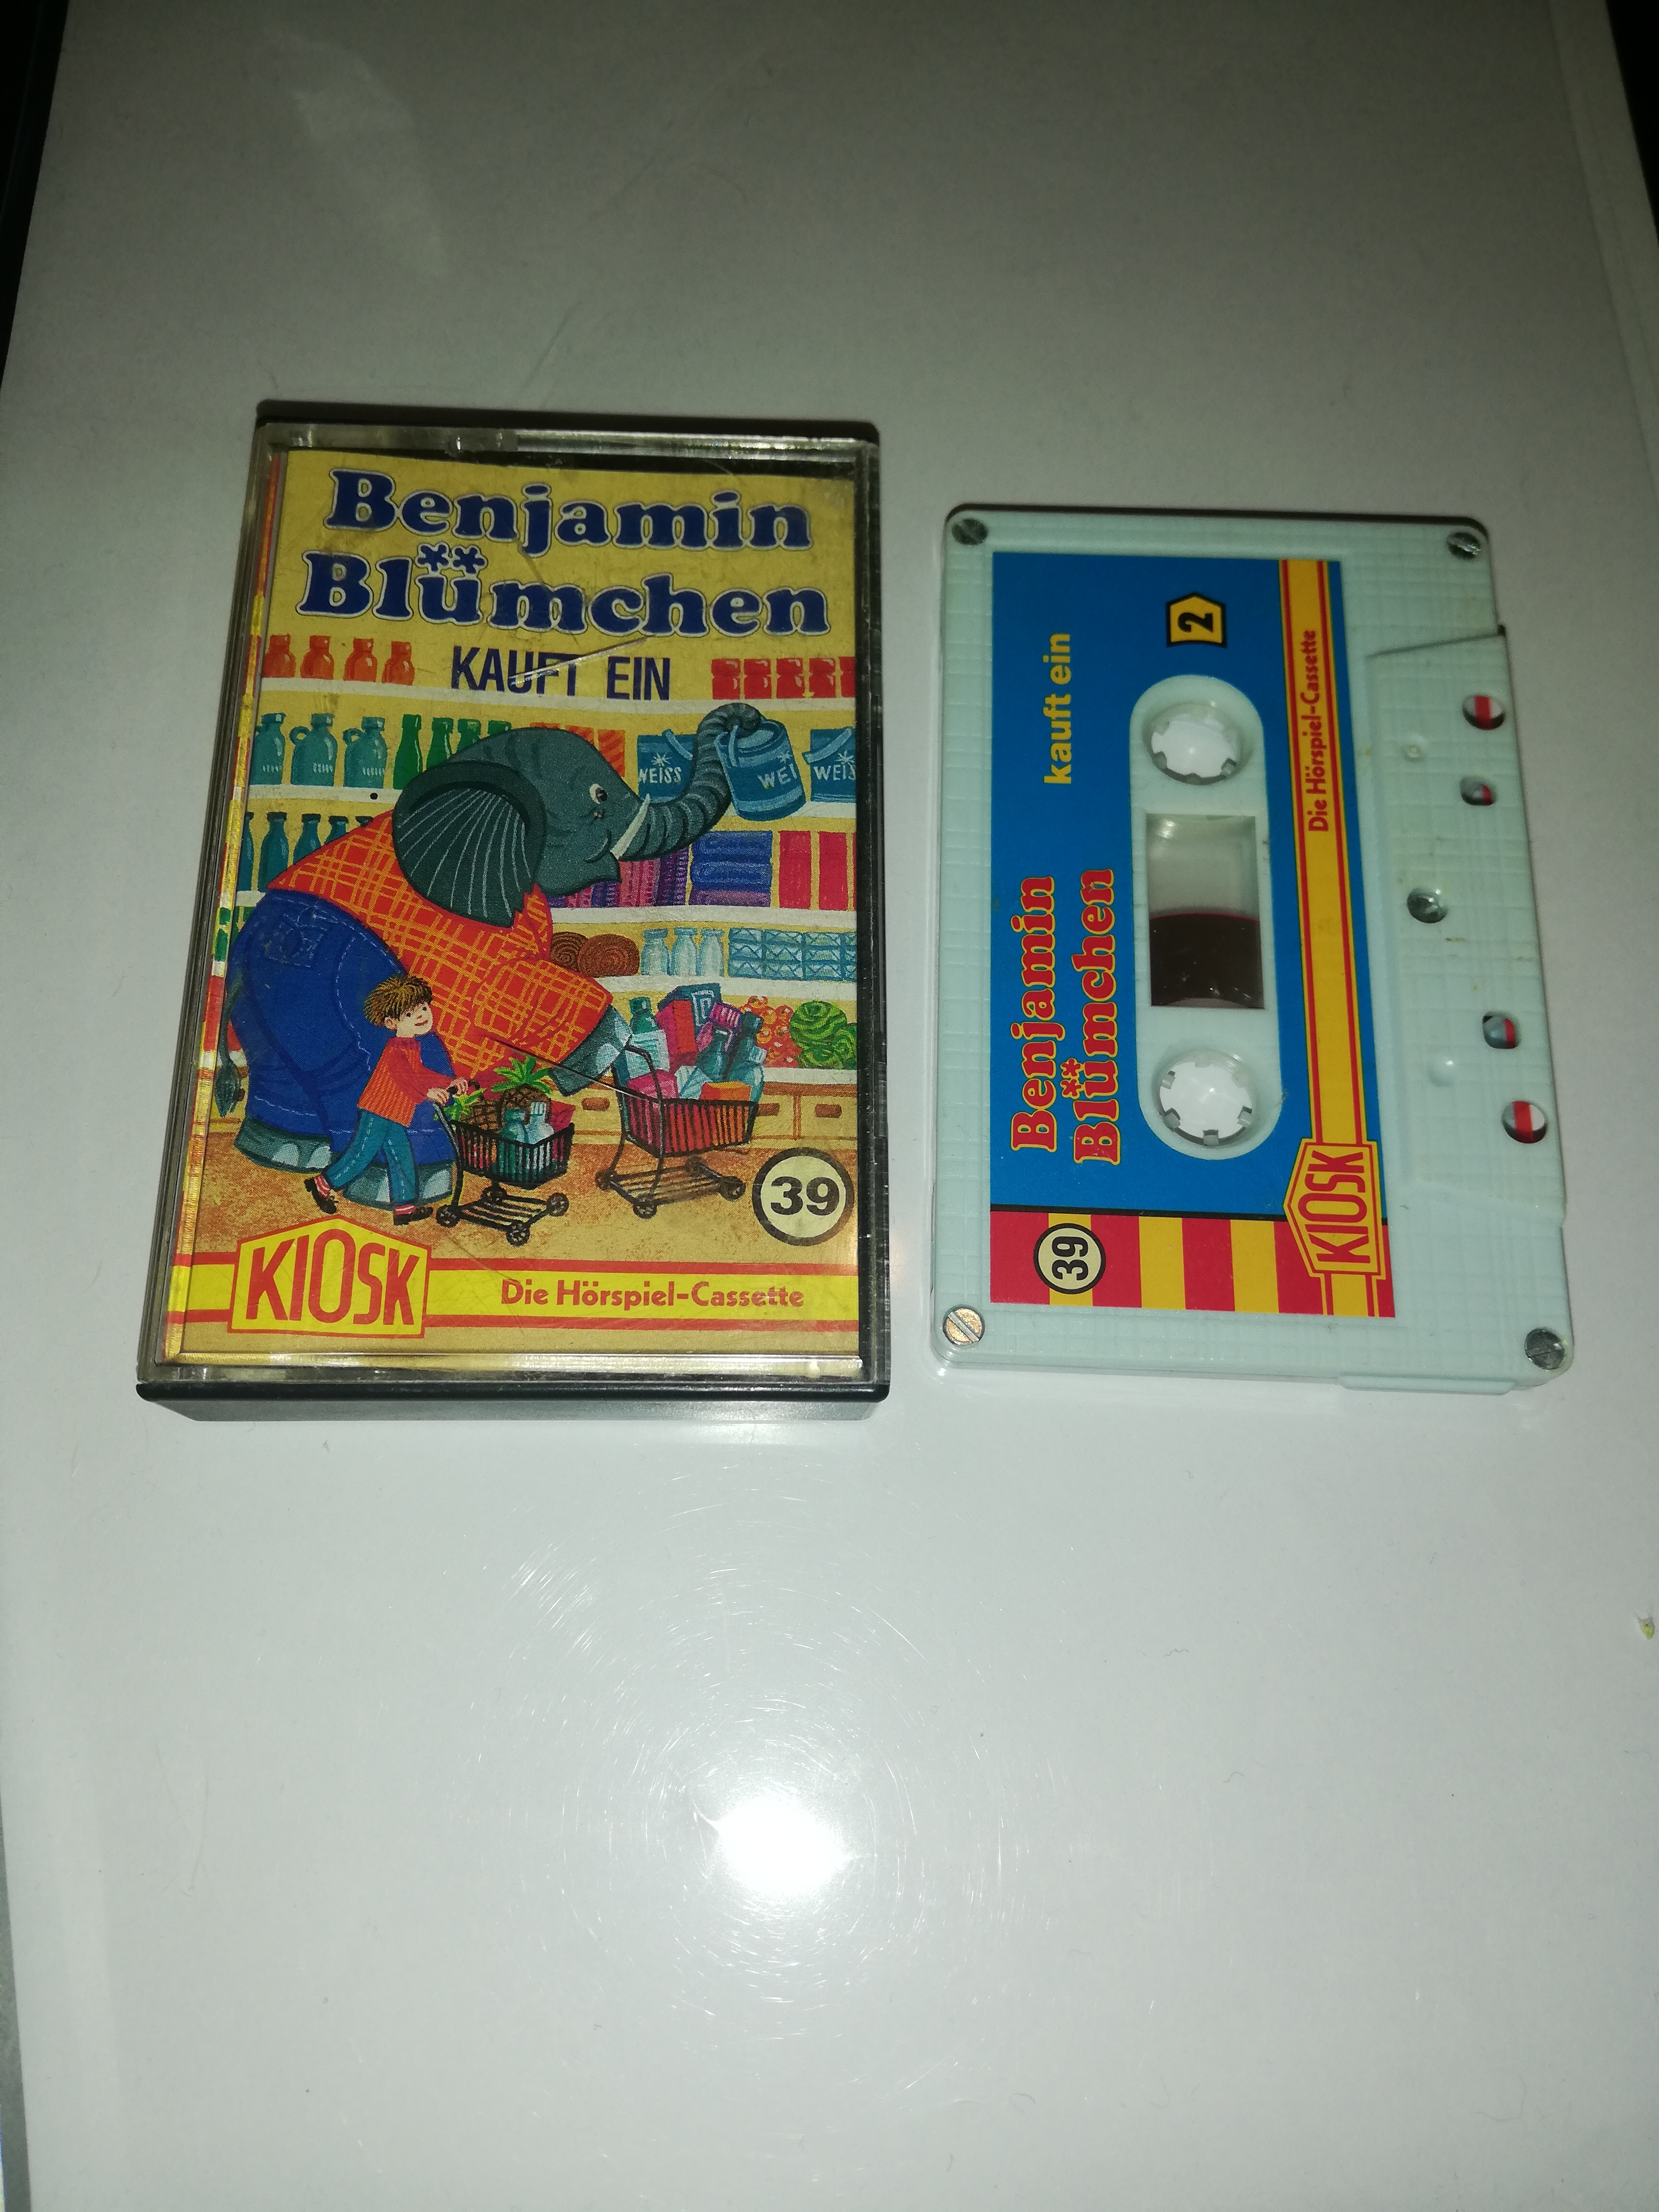 Benjamin
Blümchen
KAUFT EIN
WEISS
WEI
WEIS
39
KIOSK
Die Hörspiel-Cassette
Benjamin
Blümchen
kauft ein
2
39
KIOSK
Die Hörspiel-Cassette